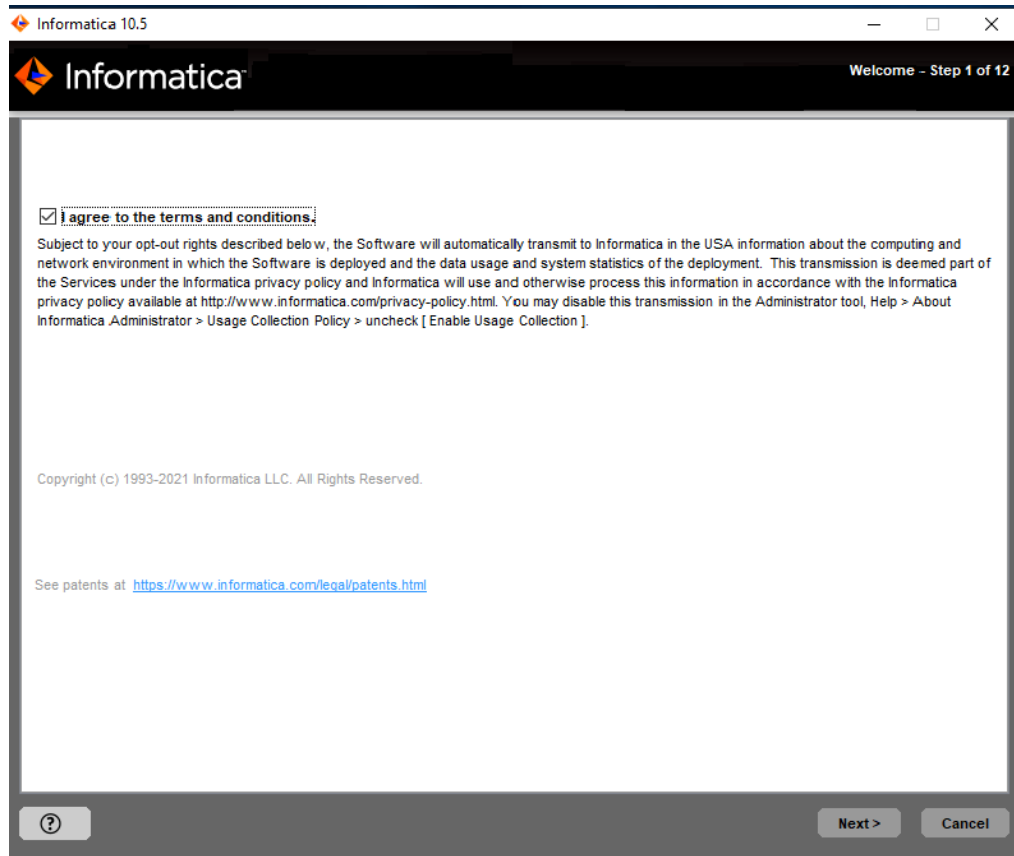 Informatica 10.5
Informatica
Welcome - Step 1 of 12
I agree to the terms and conditions.
Subject to your opt-out rights described below, the Software will automatically transmit to Informatica in the USA information about the computing and
network environment in which the Software is deployed and the data usage and system statistics of the deployment. This transmission is deemed part of
the Services under the Informatica privacy policy and Informatica will use and otherwise process this information in accordance with the Informatica
privacy policy available at http://www.informatica.com/privacy-policy.html. You may disable this transmission in the Administrator tool, Help > About
Informatica Administrator > Usage Collection Policy > uncheck [ Enable Usage Collection ].
Copyright (c) 1993-2021 Informatica LLC. All Rights Reserved.
See patents at https://www.informatica.com/legal/patents.html
?
Next >
Cancel